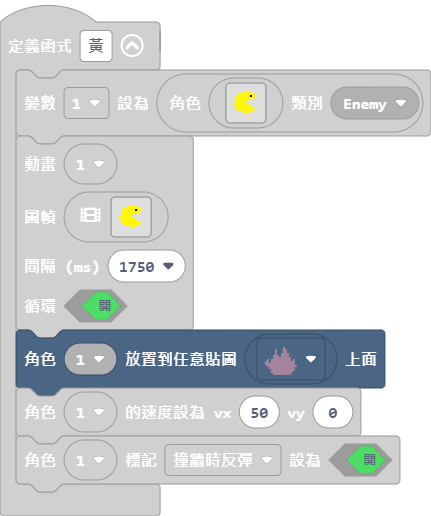 定義函式 黃
變數 1 設為 角色 類別 Enemy
動畫 1
圖幀
間隔 (ms) 1750
循環 開
角色 1 放置到任意貼圖 上面
角色 1 的速度設為 vx 50 vy 0
角色 1 標記 撞牆時反彈 設為 開